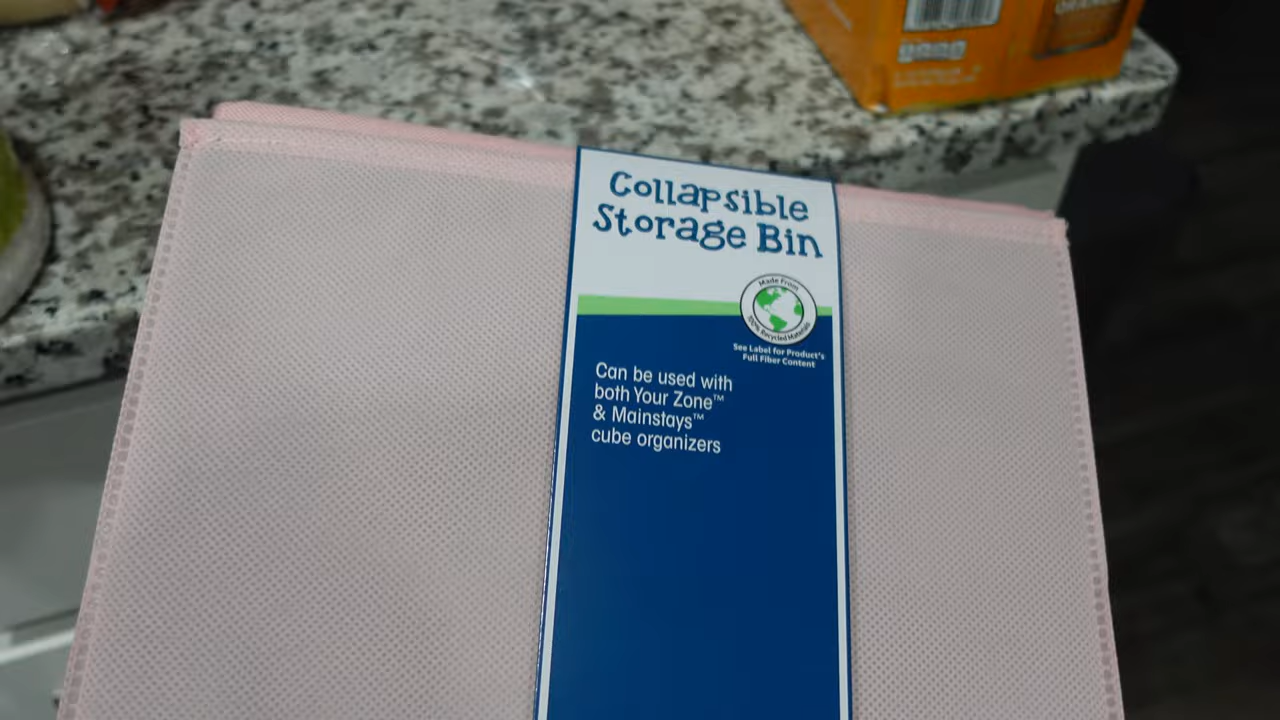 Collapsible
Storage Bin
Made From
100% Recycled Materials
See Label for Product's
Full Fiber Content
Can be used with
both Your Zone™
& Mainstays™
cube organizers